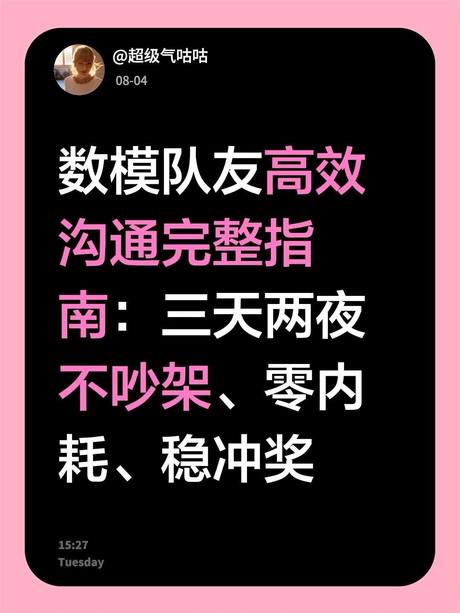 @超级气咕咕
08-04
数模队友高效
沟通完整指
南：三天两夜
不吵架、零内
耗、稳冲奖
15:27
Tuesday